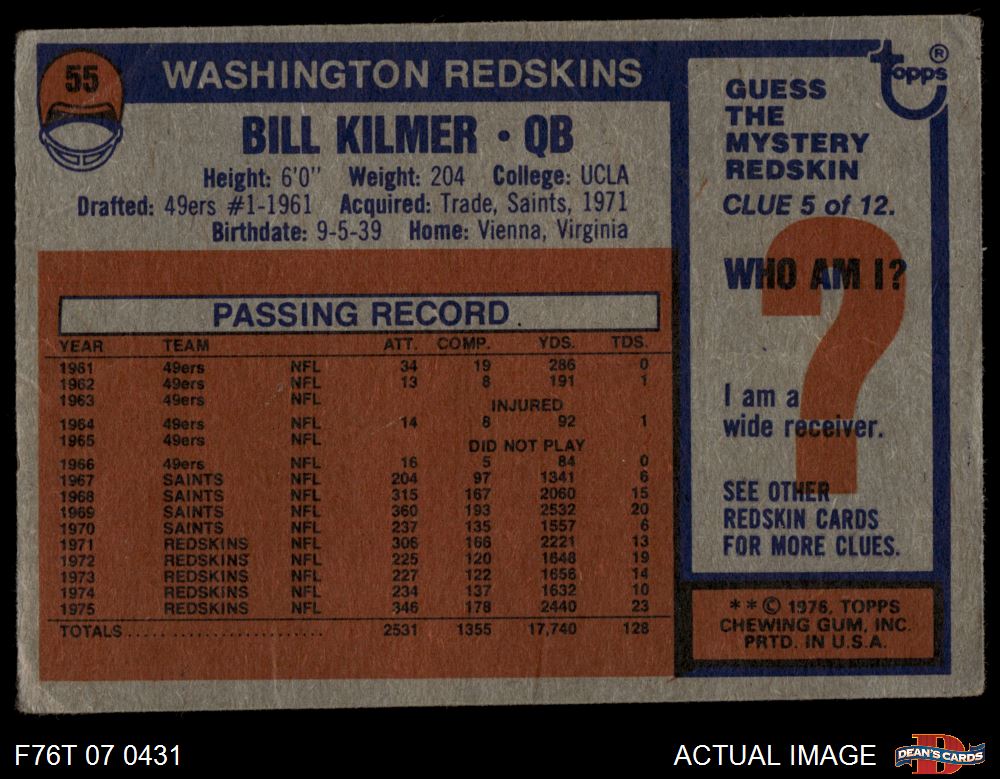 55
WASHINGTON REDSKINS
BILL KILMER • QB
Height: 6'0" Weight: 204 College: UCLA
Drafted: 49ers #1-1961 Acquired: Trade, Saints, 1971
Birthdate: 9-5-39 Home: Vienna, Virginia
PASSING RECORD
YEAR TEAM ATT. COMP. YDS. TDS.
1961 49ers NFL 34 19 286 0
1962 49ers NFL 13 8 191 1
1963 49ers NFL INJURED
1964 49ers NFL 14 8 92 1
1965 49ers NFL DID NOT PLAY
1966 49ers NFL 16 5 84 0
1967 SAINTS NFL 204 97 1341 6
1968 SAINTS NFL 315 167 2060 15
1969 SAINTS NFL 360 193 2532 20
1970 SAINTS NFL 237 135 1557 6
1971 REDSKINS NFL 306 166 2221 13
1972 REDSKINS NFL 225 120 1648 19
1973 REDSKINS NFL 227 122 1656 14
1974 REDSKINS NFL 234 137 1632 10
1975 REDSKINS NFL 346 178 2440 23
TOTALS........................ 2531 1355 17,740 128
topps ®
GUESS
THE
MYSTERY
REDSKIN
CLUE 5 of 12.
?
WHO AM I?
I am a
wide receiver.
SEE OTHER
REDSKIN CARDS
FOR MORE CLUES.
**© 1976, TOPPS
CHEWING GUM, INC.
PRTD. IN U.S.A.
F76T 07 0431
ACTUAL IMAGE
D
DEAN'S CARDS